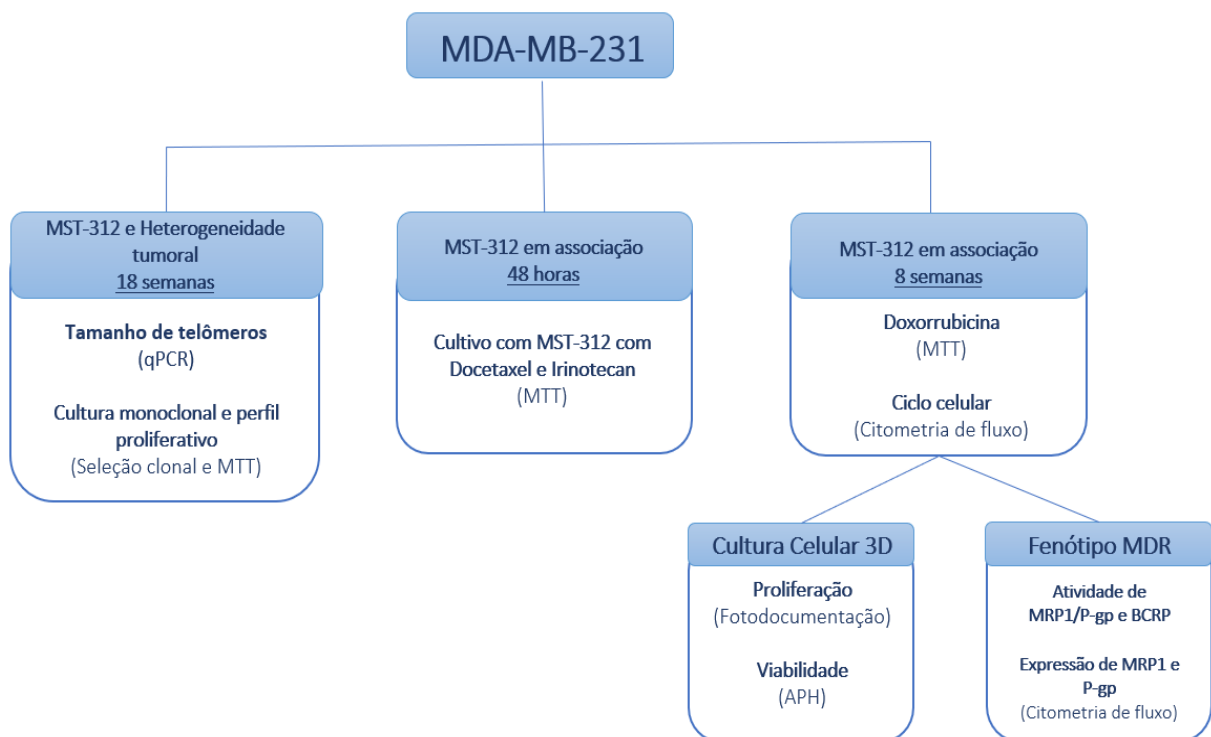 MDA-MB-231
MST-312 e Heterogeneidade
tumoral
18 semanas
Tamanho de telômeros
(qPCR)
Cultura monoclonal e perfil
proliferativo
(Seleção clonal e MTT)
MST-312 em associação
48 horas
Cultivo com MST-312 com
Docetaxel e Irinotecan
(MTT)
MST-312 em associação
8 semanas
Doxorrubicina
(MTT)
Ciclo celular
(Citometria de fluxo)
Cultura Celular 3D
Proliferação
(Fotodocumentação)
Viabilidade
(APH)
Fenótipo MDR
Atividade de
MRP1/P-gp e BCRP
Expressão de MRP1 e
P-gp
(Citometria de fluxo)